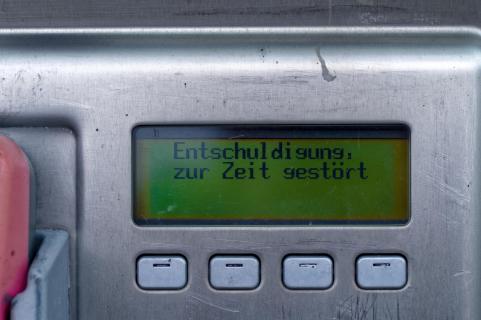 Entschuldigung,
zur Zeit gestört